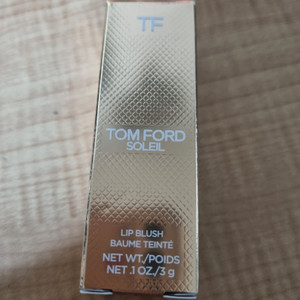 TF
TOM FORD
SOLEIL
LIP BLUSH
BAUME TEINTÉ
NET WT./POIDS
NET .1 OZ./3 g